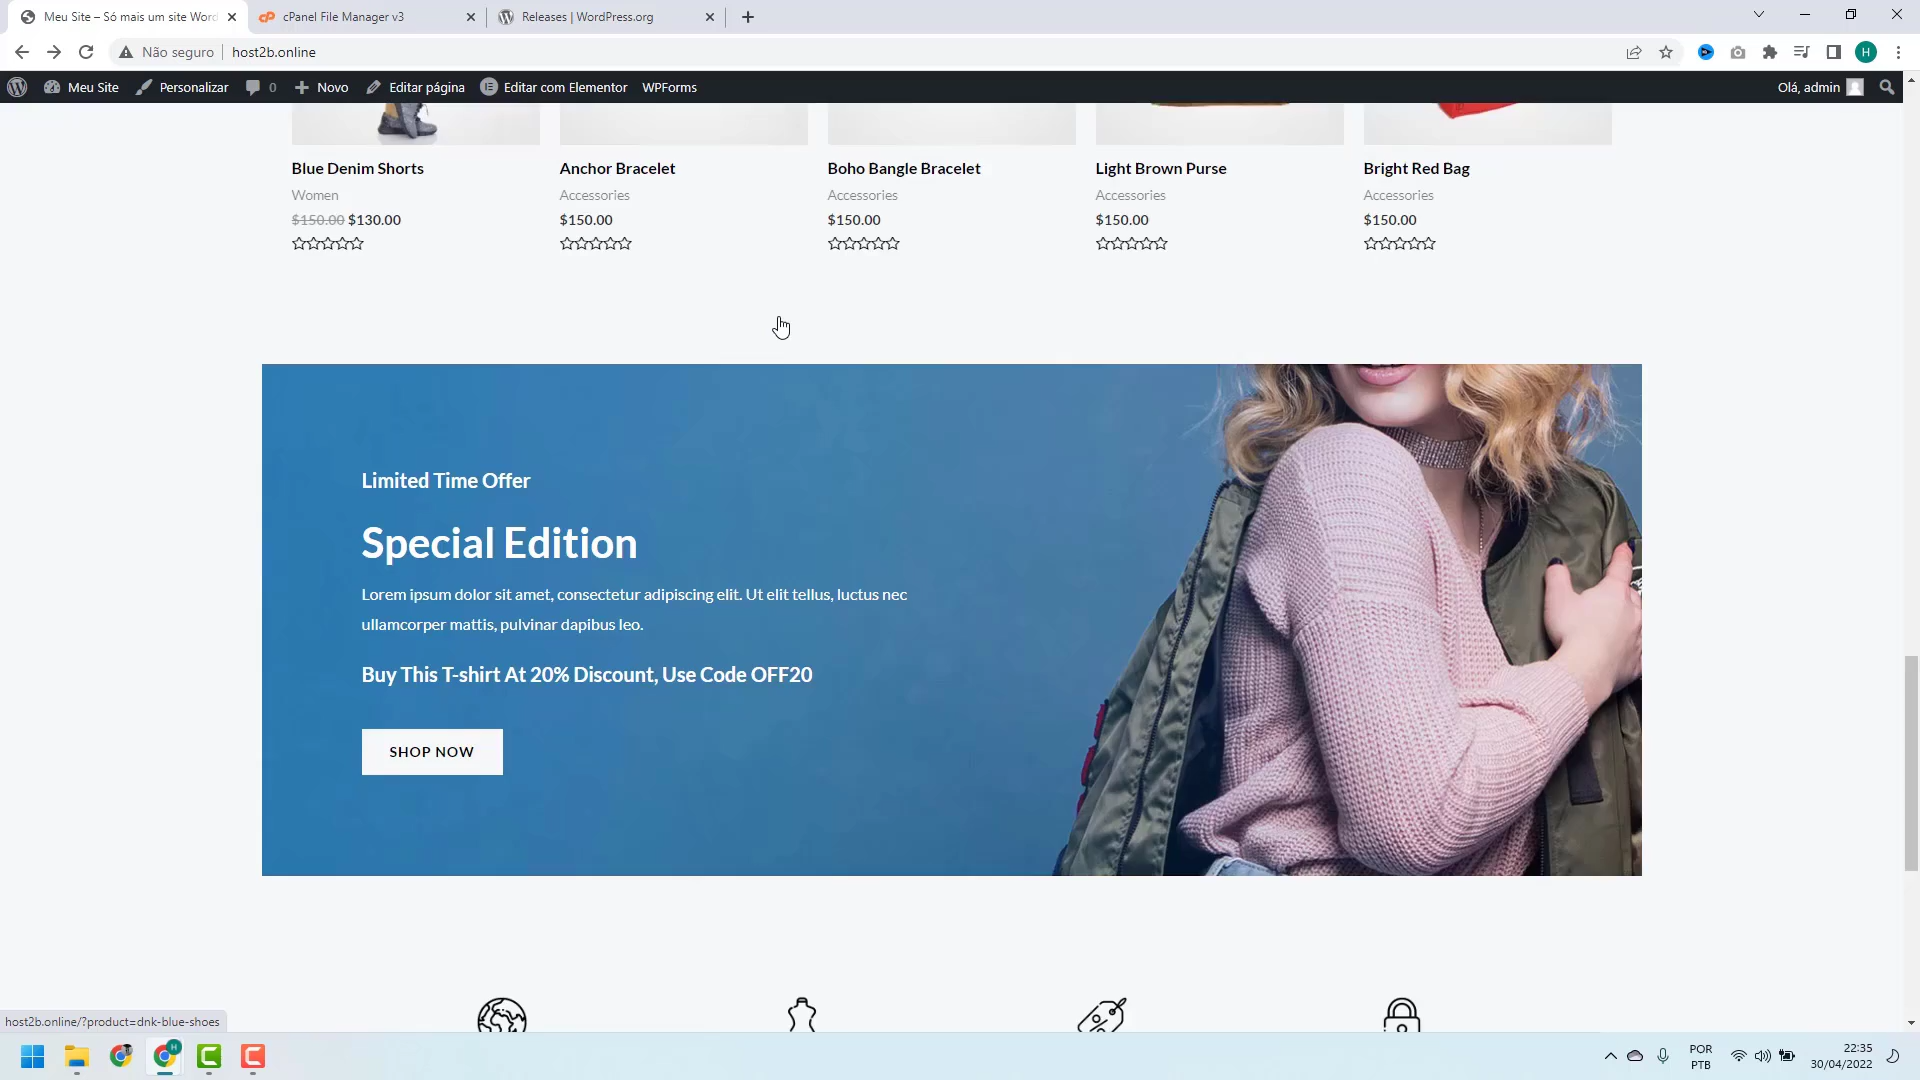 Meu Site – Só mais um site Word
cPanel File Manager v3
Releases | WordPress.org
Não seguro
host2b.online
H
Meu Site
Personalizar
0
Novo
Editar página
Editar com Elementor
WPForms
Olá, admin
Blue Denim Shorts
Women
$150.00 $130.00
Anchor Bracelet
Accessories
$150.00
Boho Bangle Bracelet
Accessories
$150.00
Light Brown Purse
Accessories
$150.00
Bright Red Bag
Accessories
$150.00
Limited Time Offer
Special Edition
Lorem ipsum dolor sit amet, consectetur adipiscing elit. Ut elit tellus, luctus nec
ullamcorper mattis, pulvinar dapibus leo.
Buy This T-shirt At 20% Discount, Use Code OFF20
SHOP NOW
host2b.online/?product=dnk-blue-shoes
POR
PTB
22:35
30/04/2022